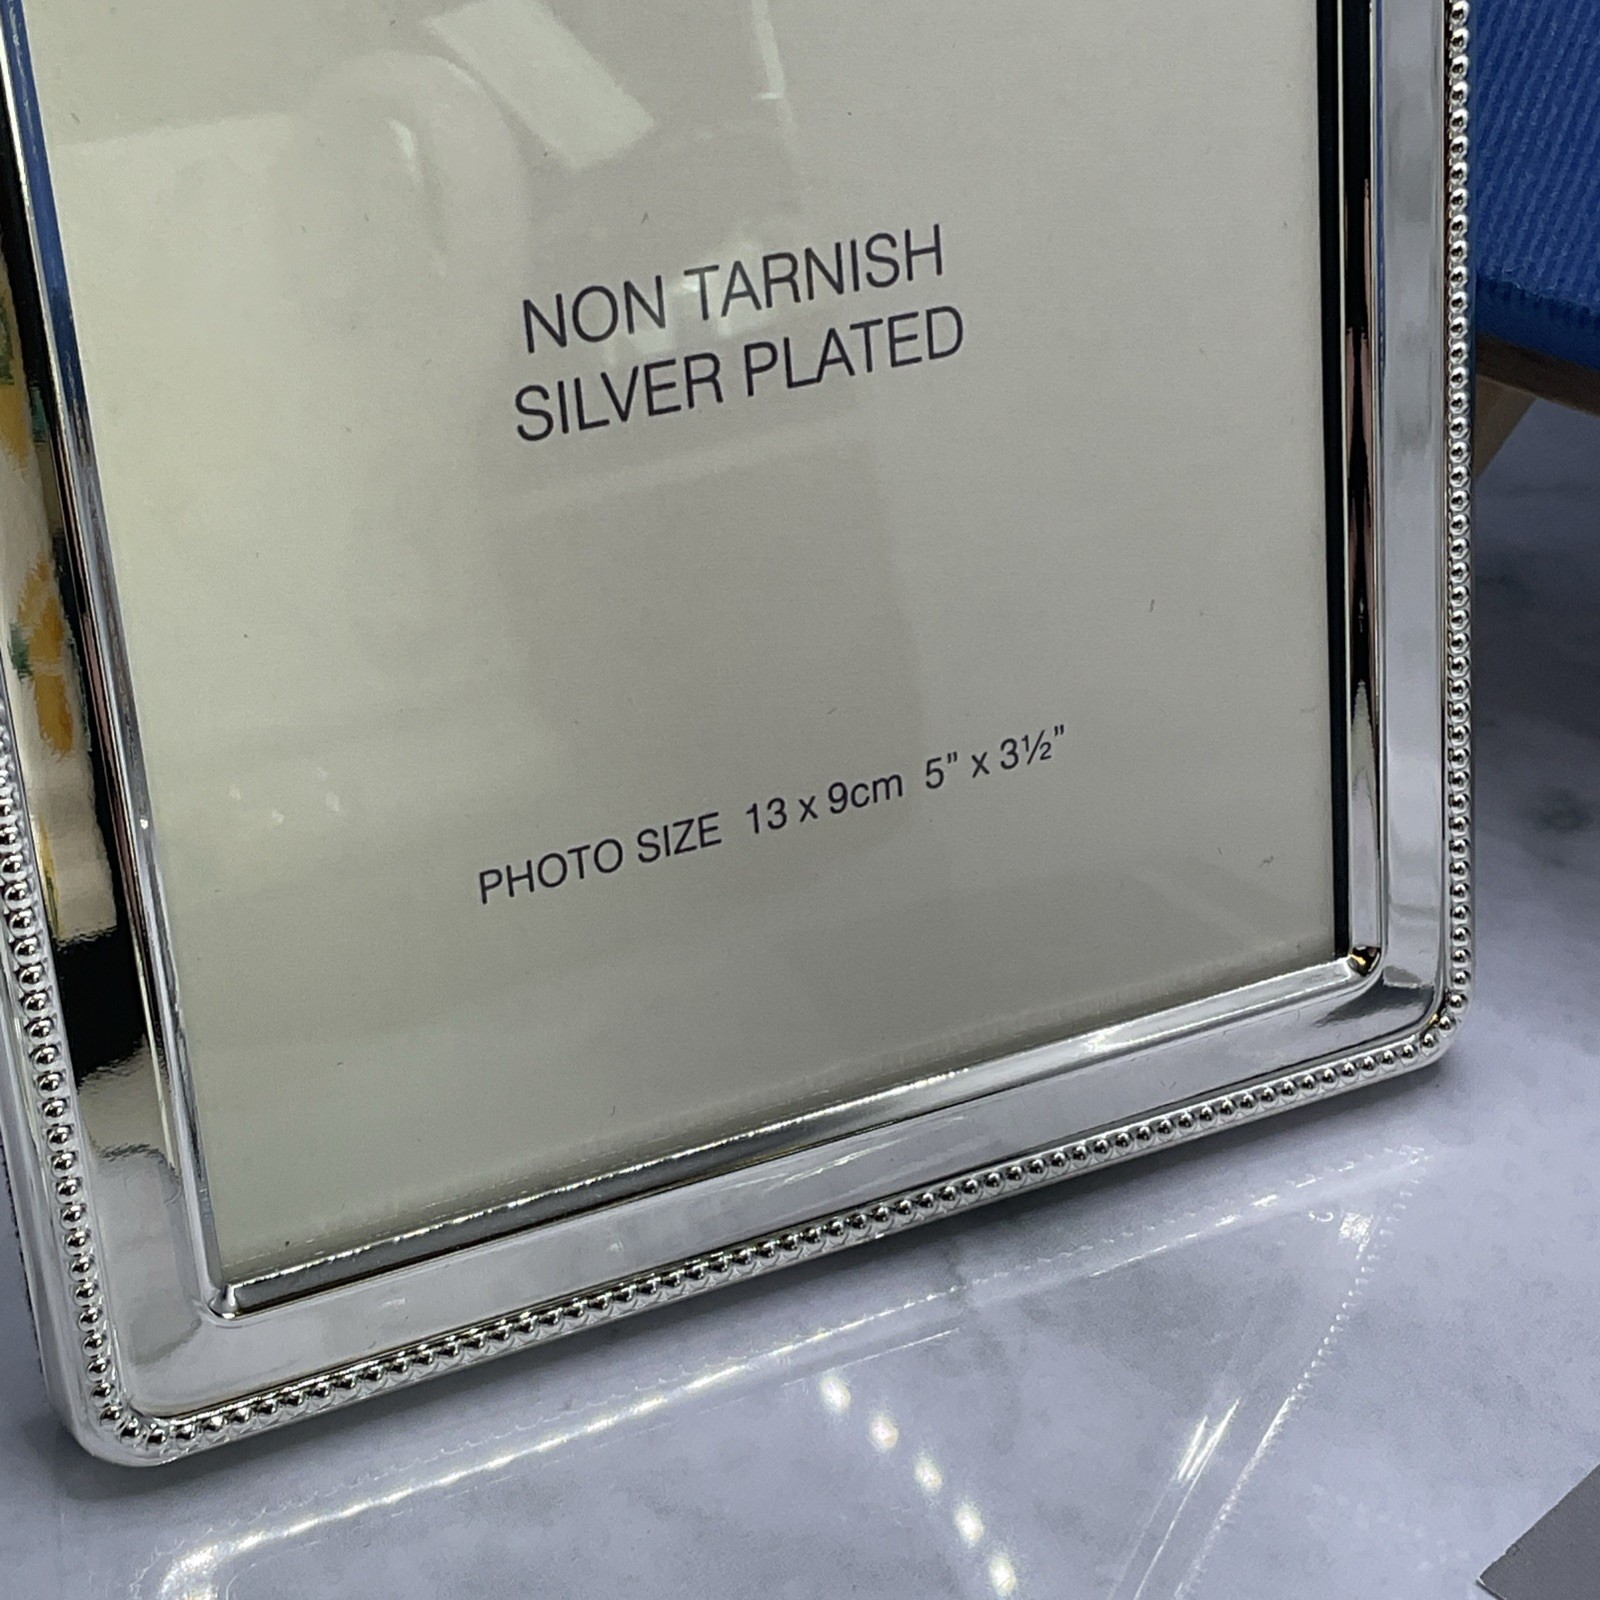 NON TARNISH
SILVER PLATED
PHOTO SIZE 13 x 9cm 5” x 3½”